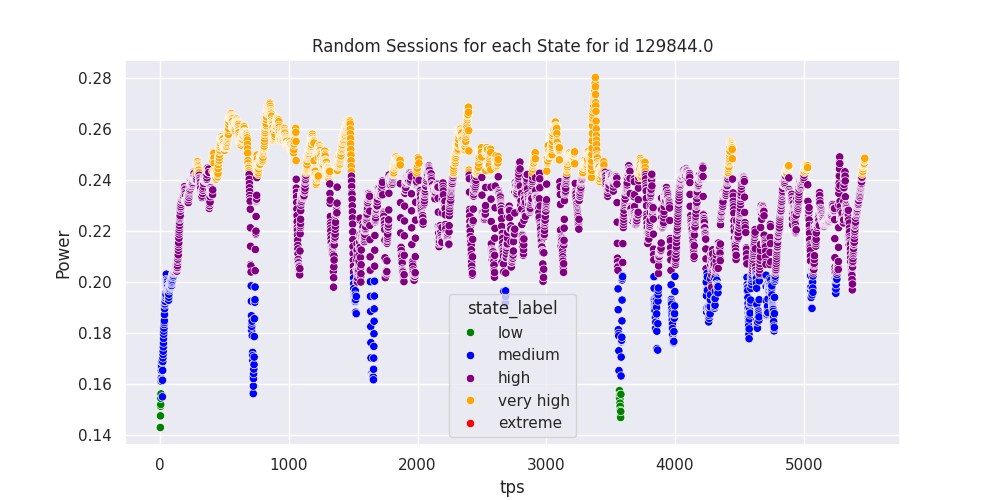 Random Sessions for each State for id 129844.0
Power
0.28
0.26
0.24
0.22
0.20
0.18
0.16
0.14
state_label
low
medium
high
very high
extreme
0 1000 2000 3000 4000 5000
tps